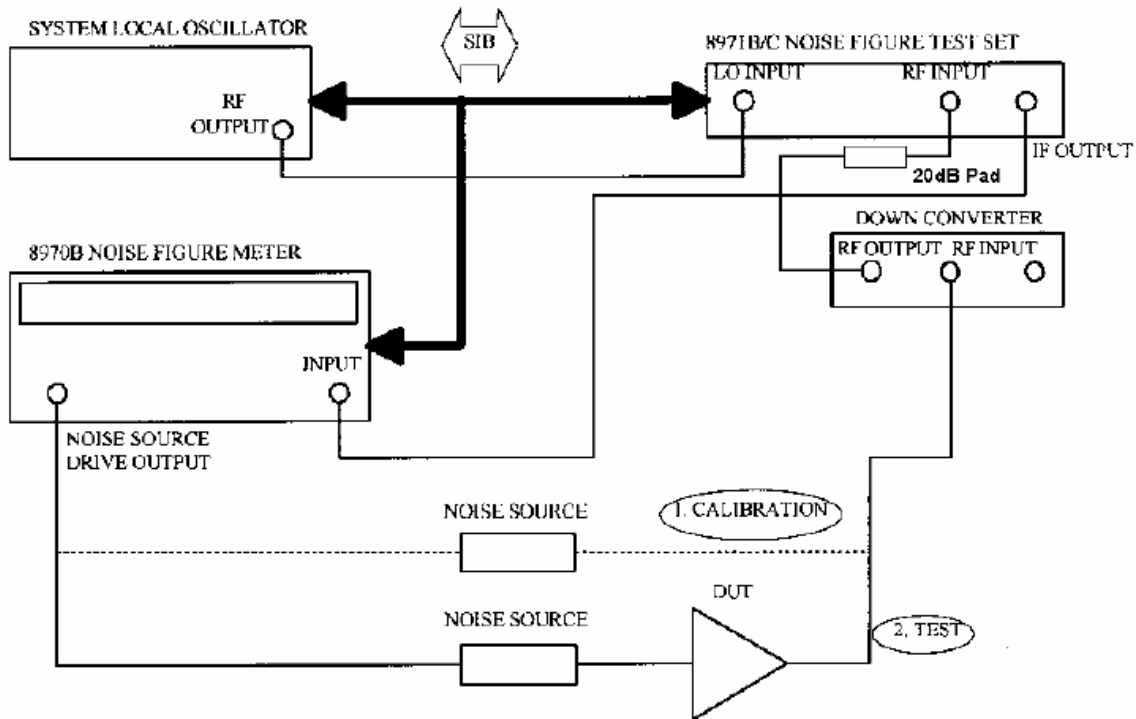 SYSTEM LOCAL OSCILLATOR
SIB
8971B/C NOISE FIGURE TEST SET
LO INPUT
RF INPUT
RF
OUTPUT
IF OUTPUT
20dB Pad
DOWN CONVERTER
RF OUTPUT RF INPUT
8970B NOISE FIGURE METER
INPUT
NOISE SOURCE
DRIVE OUTPUT
NOISE SOURCE
1. CALIBRATION
NOISE SOURCE
DUT
2. TEST